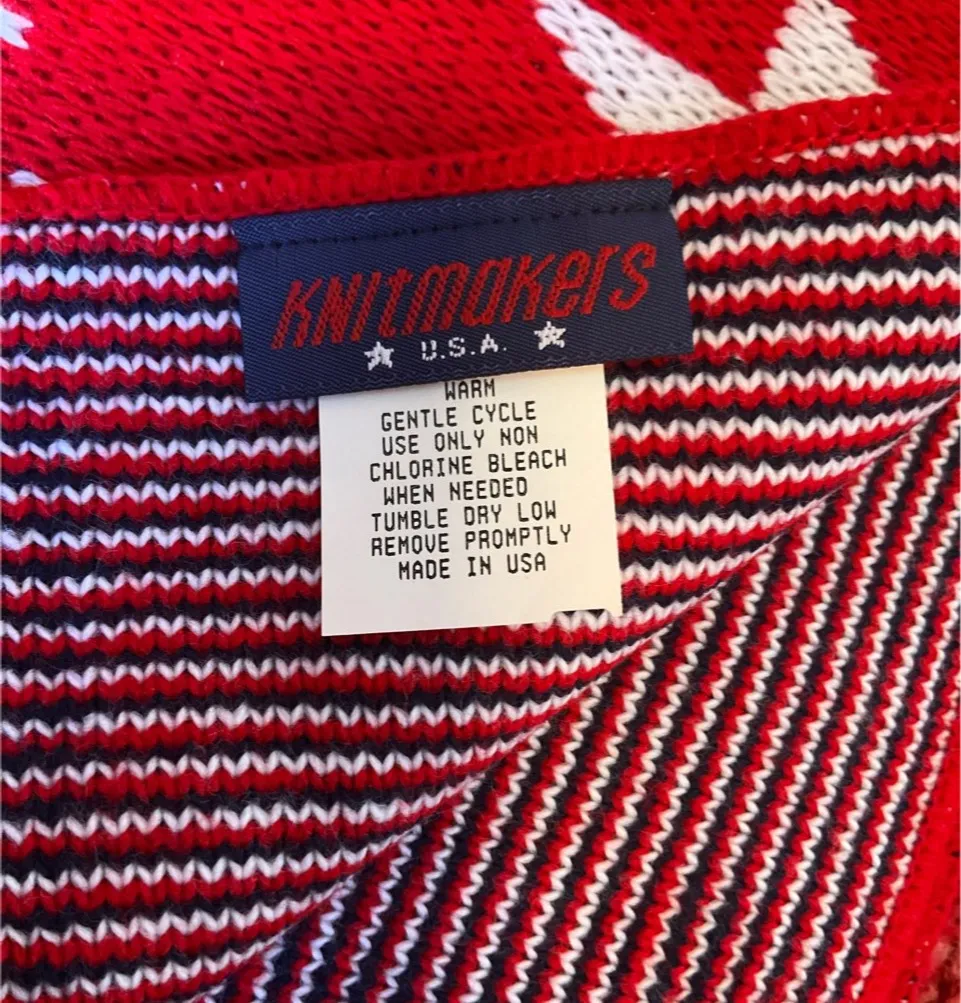 KNItmakers
U.S.A.
WARM
GENTLE CYCLE
USE ONLY NON
CHLORINE BLEACH
WHEN NEEDED
TUMBLE DRY LOW
REMOVE PROMPTLY
MADE IN USA